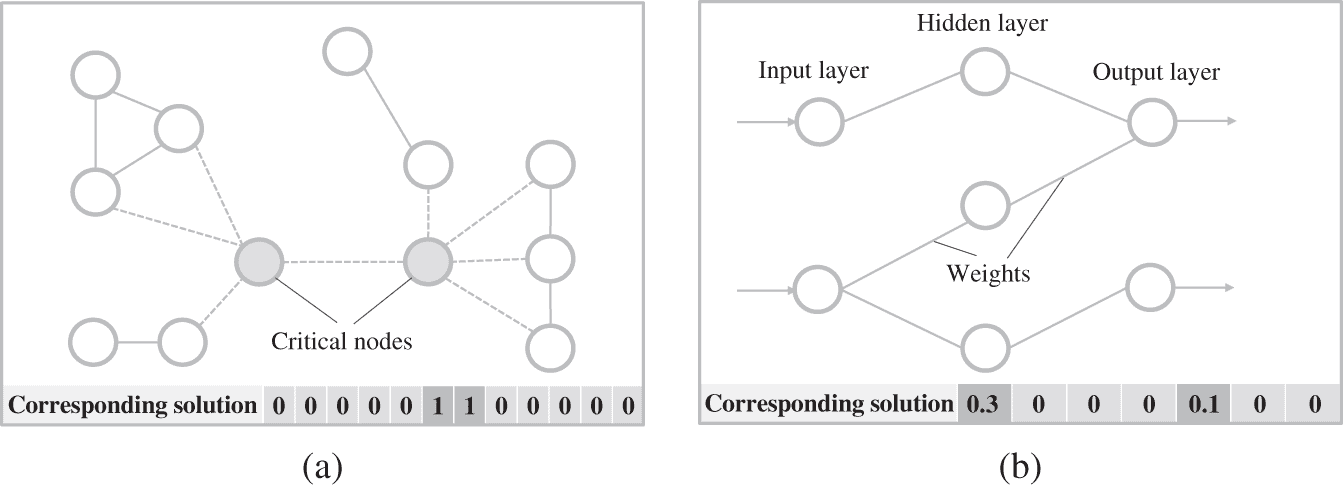 Critical nodes
Corresponding solution 0 0 0 0 0 1 1 0 0 0 0 0
(a)
Hidden layer
Input layer
Output layer
Weights
Corresponding solution 0.3 0 0 0 0.1 0 0
(b)